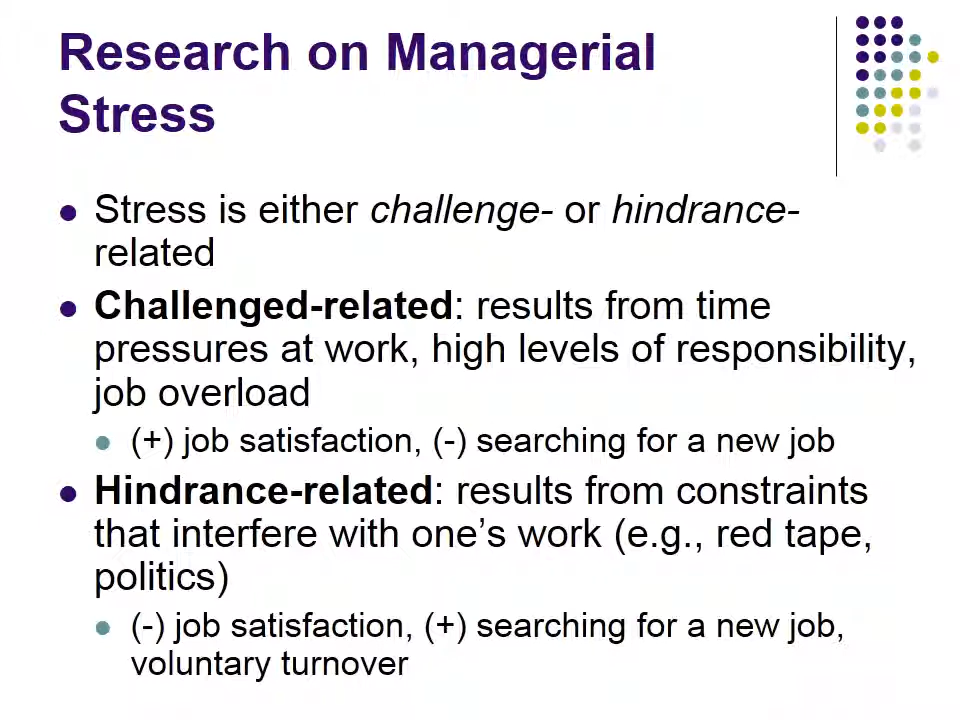 Research on Managerial
Stress
Stress is either challenge- or hindrance-
related
Challenged-related: results from time
pressures at work, high levels of responsibility,
job overload
(+) job satisfaction, (-) searching for a new job
Hindrance-related: results from constraints
that interfere with one’s work (e.g., red tape,
politics)
(-) job satisfaction, (+) searching for a new job,
voluntary turnover